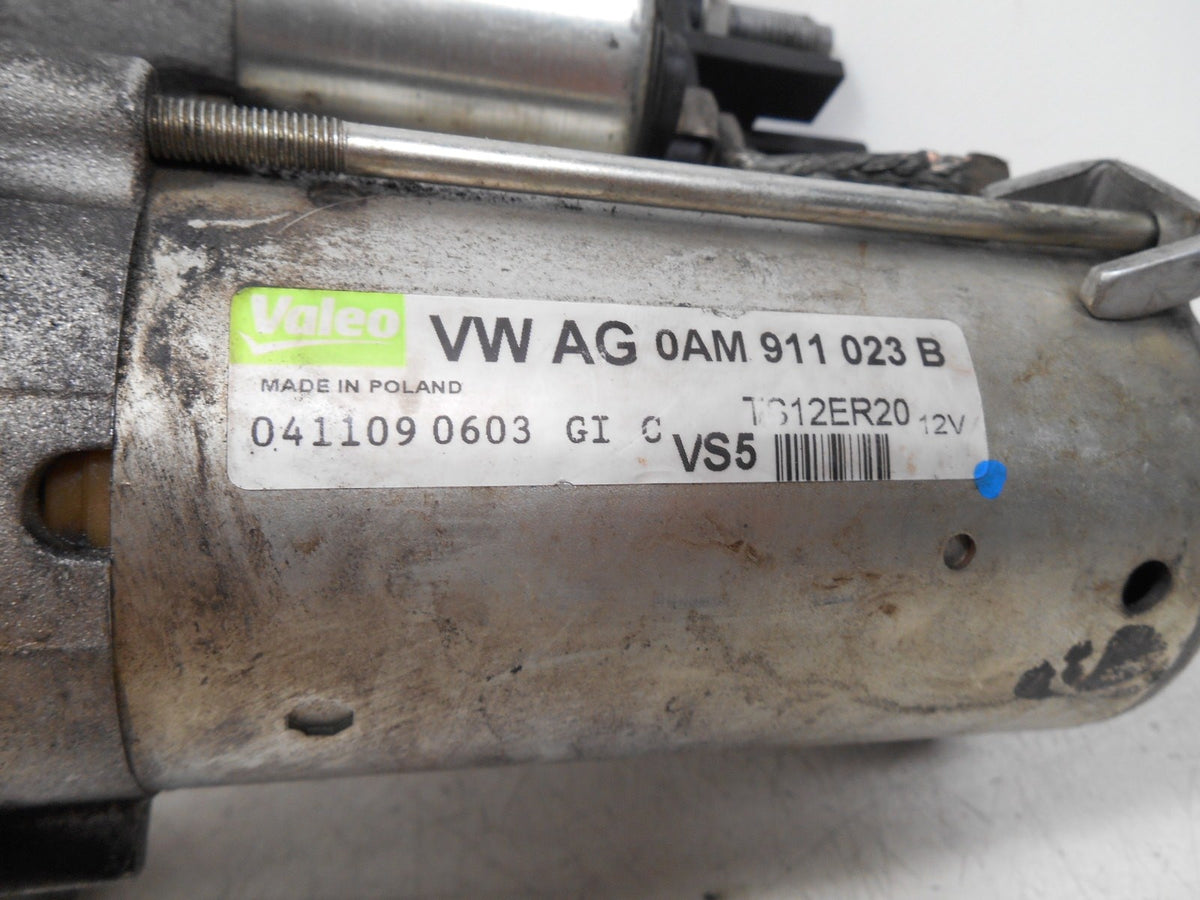 Valeo VW AG 0AM 911 023 B
MADE IN POLAND
041109 0603 GI C TS12ER20 12V
VS5